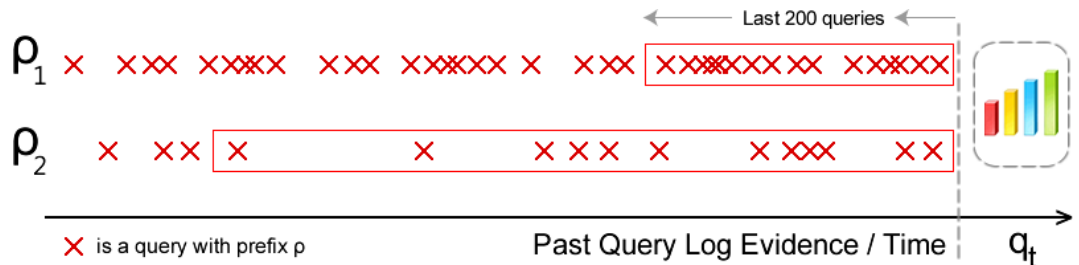 Last 200 queries
ρ1
ρ2
is a query with prefix ρ
Past Query Log Evidence / Time
qt